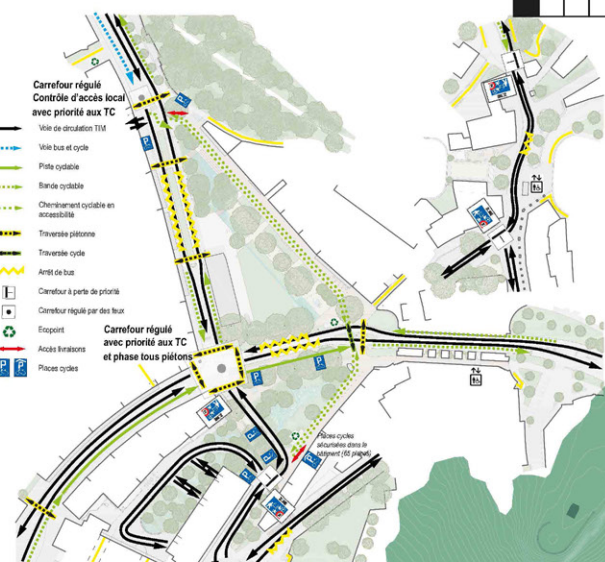 Carrefour régulé
Contrôle d'accès local
avec priorité aux TC
Voie de circulation TIM
Voie bus et cycle
Piste cyclable
Bande cyclable
Cheminement cyclable en
accessibilité
Traversée piétonne
Traversée cycle
Arrêt de bus
Carrefour à perte de priorité
Carrefour régulé par des feux
Ecopoint
Accès livraisons
Places cycles
Carrefour régulé
avec priorité aux TC
et phase tous piétons
Places cycles
sécurisées dans le
bâtiment (65 places)